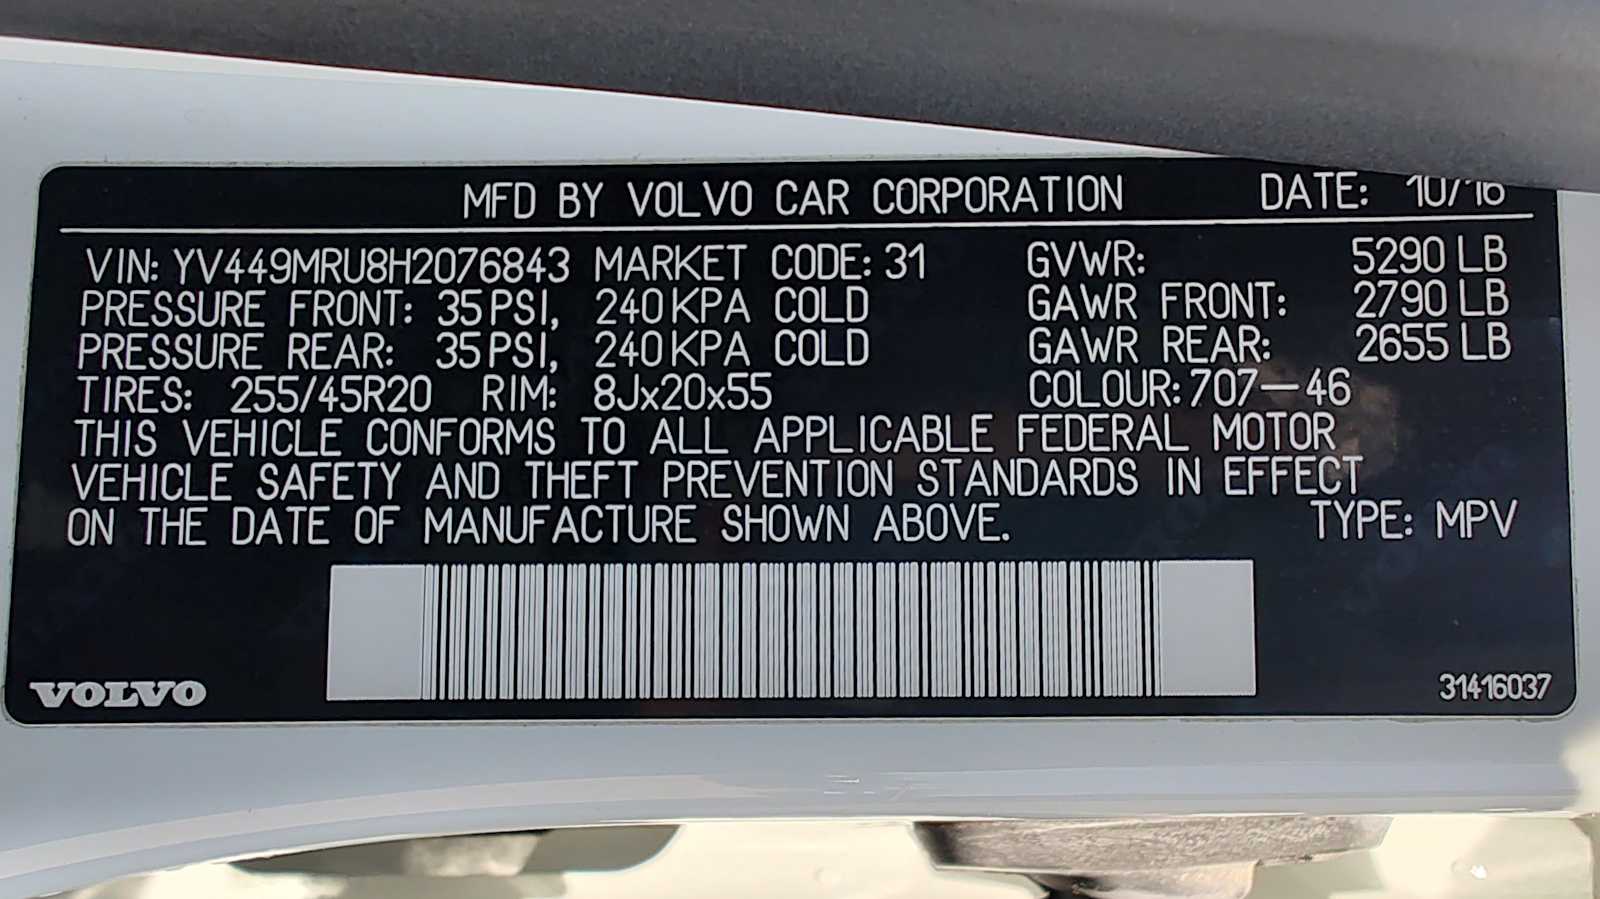 MFD BY VOLVO CAR CORPORATION DATE: 10/16
VIN: YV449MRU8H2076843 MARKET CODE: 31 GVWR: 5290 LB
PRESSURE FRONT: 35 PSI, 240 KPA COLD GAWR FRONT: 2790 LB
PRESSURE REAR: 35 PSI, 240 KPA COLD GAWR REAR: 2655 LB
TIRES: 255/45R20 RIM: 8Jx20x55 COLOUR: 707-46
THIS VEHICLE CONFORMS TO ALL APPLICABLE FEDERAL MOTOR
VEHICLE SAFETY AND THEFT PREVENTION STANDARDS IN EFFECT
ON THE DATE OF MANUFACTURE SHOWN ABOVE. TYPE: MPV
VOLVO 31416037